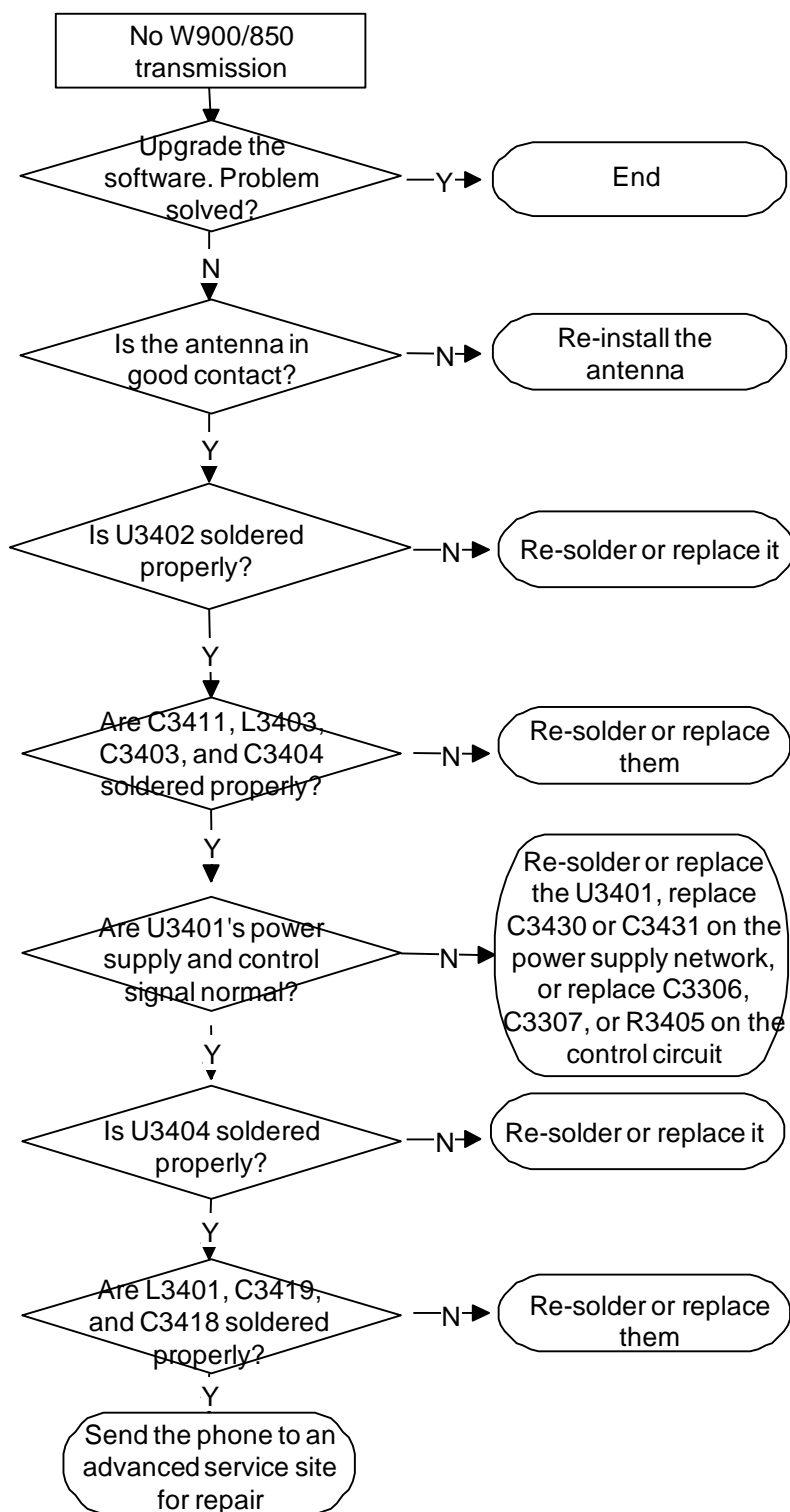 No W900/850
transmission
Upgrade the
software. Problem
solved?
Y
End
N
Is the antenna in
good contact?
N
Re-install the
antenna
Y
Is U3402 soldered
properly?
N
Re-solder or replace it
Y
Are C3411, L3403,
C3403, and C3404
soldered properly?
N
Re-solder or replace
them
Y
Are U3401's power
supply and control
signal normal?
N
Re-solder or replace
the U3401, replace
C3430 or C3431 on the
power supply network,
or replace C3306,
C3307, or R3405 on the
control circuit
Y
Is U3404 soldered
properly?
N
Re-solder or replace it
Y
Are L3401, C3419,
and C3418 soldered
properly?
N
Re-solder or replace
them
Y
Send the phone to an
advanced service site
for repair